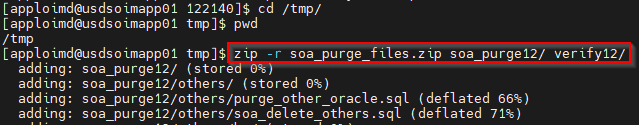 [apploimd@usdsoimapp01 122140]$ cd /tmp/
[apploimd@usdsoimapp01 tmp]$ pwd
/tmp
[apploimd@usdsoimapp01 tmp]$ zip -r soa_purge_files.zip soa_purge12/ verify12/
adding: soa_purge12/ (stored 0%)
adding: soa_purge12/others/ (stored 0%)
adding: soa_purge12/others/purge_other_oracle.sql (deflated 66%)
adding: soa_purge12/others/soa_delete_others.sql (deflated 71%)